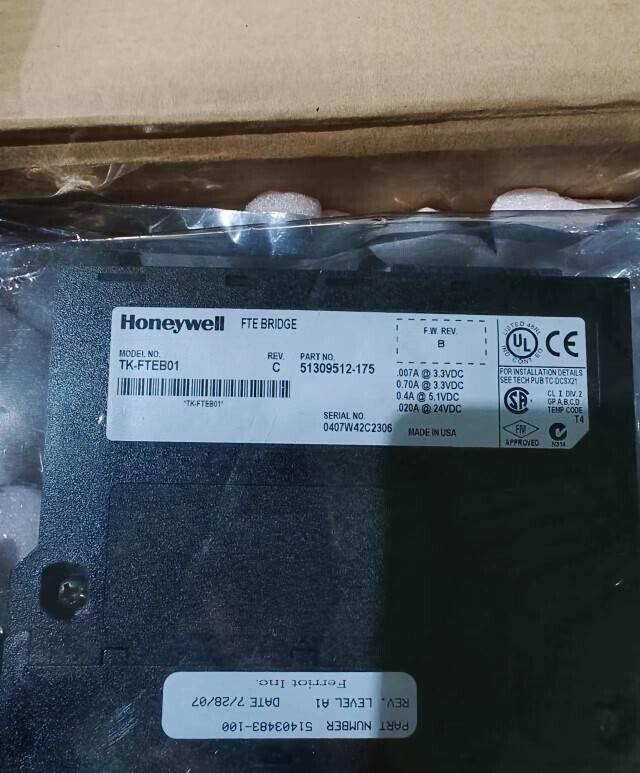 Honeywell FTE BRIDGE
MODEL NO.
TK-FTEB01
REV.
C
PART NO.
51309512-175
"TK-FTEB01"
SERIAL NO.
0407W42C2306
F.W. REV.
B
.007A @ 3.3VDC
0.70A @ 3.3VDC
0.4A @ 5.1VDC
.020A @ 24VDC
MADE IN USA
UL
CE
FOR INSTALLATION DETAILS
SEE TECH PUB TC-DCSX21
CL I DIV. 2
GP A,B,C,D
TEMP CODE
T4
FM
APPROVED
N314
PART NUMBER 51403483-100
REV. LEVEL A1 DATE 7/28/07
Ferriot Inc.